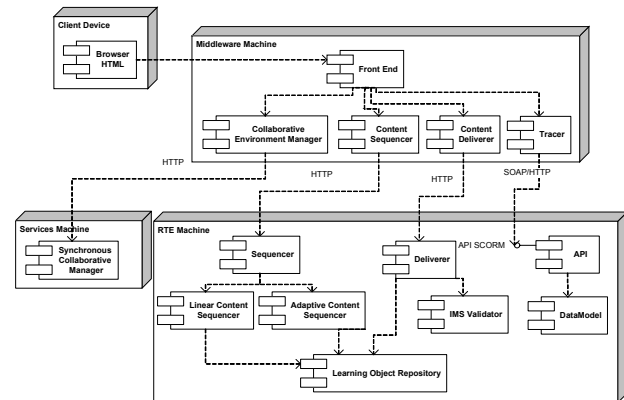 Client Device
Browser
HTML
Middleware Machine
Front End
Collaborative
Environment Manager
Content
Sequencer
Content
Deliverer
Tracer
HTTP
HTTP
HTTP
SOAP/HTTP
Services Machine
Synchronous
Collaborative
Manager
RTE Machine
Sequencer
Deliverer
API SCORM
API
Linear Content
Sequencer
Adaptive Content
Sequencer
IMS Validator
DataModel
Learning Object Repository